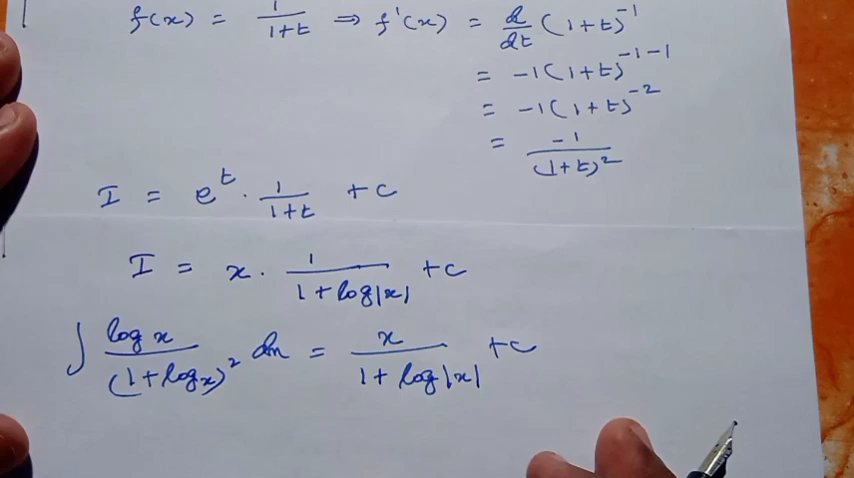 f(x) = 1/(1+t) ⇒ f'(x) = d/dt (1+t)^-1
= -1(1+t)^-1-1
= -1(1+t)^-2
= -1/(1+t)^2
I = e^t · 1/(1+t) + c
I = x · 1/(1+log|x|) + c
∫ log x/(1+log x)^2 dx = x/(1+log|x|) + c